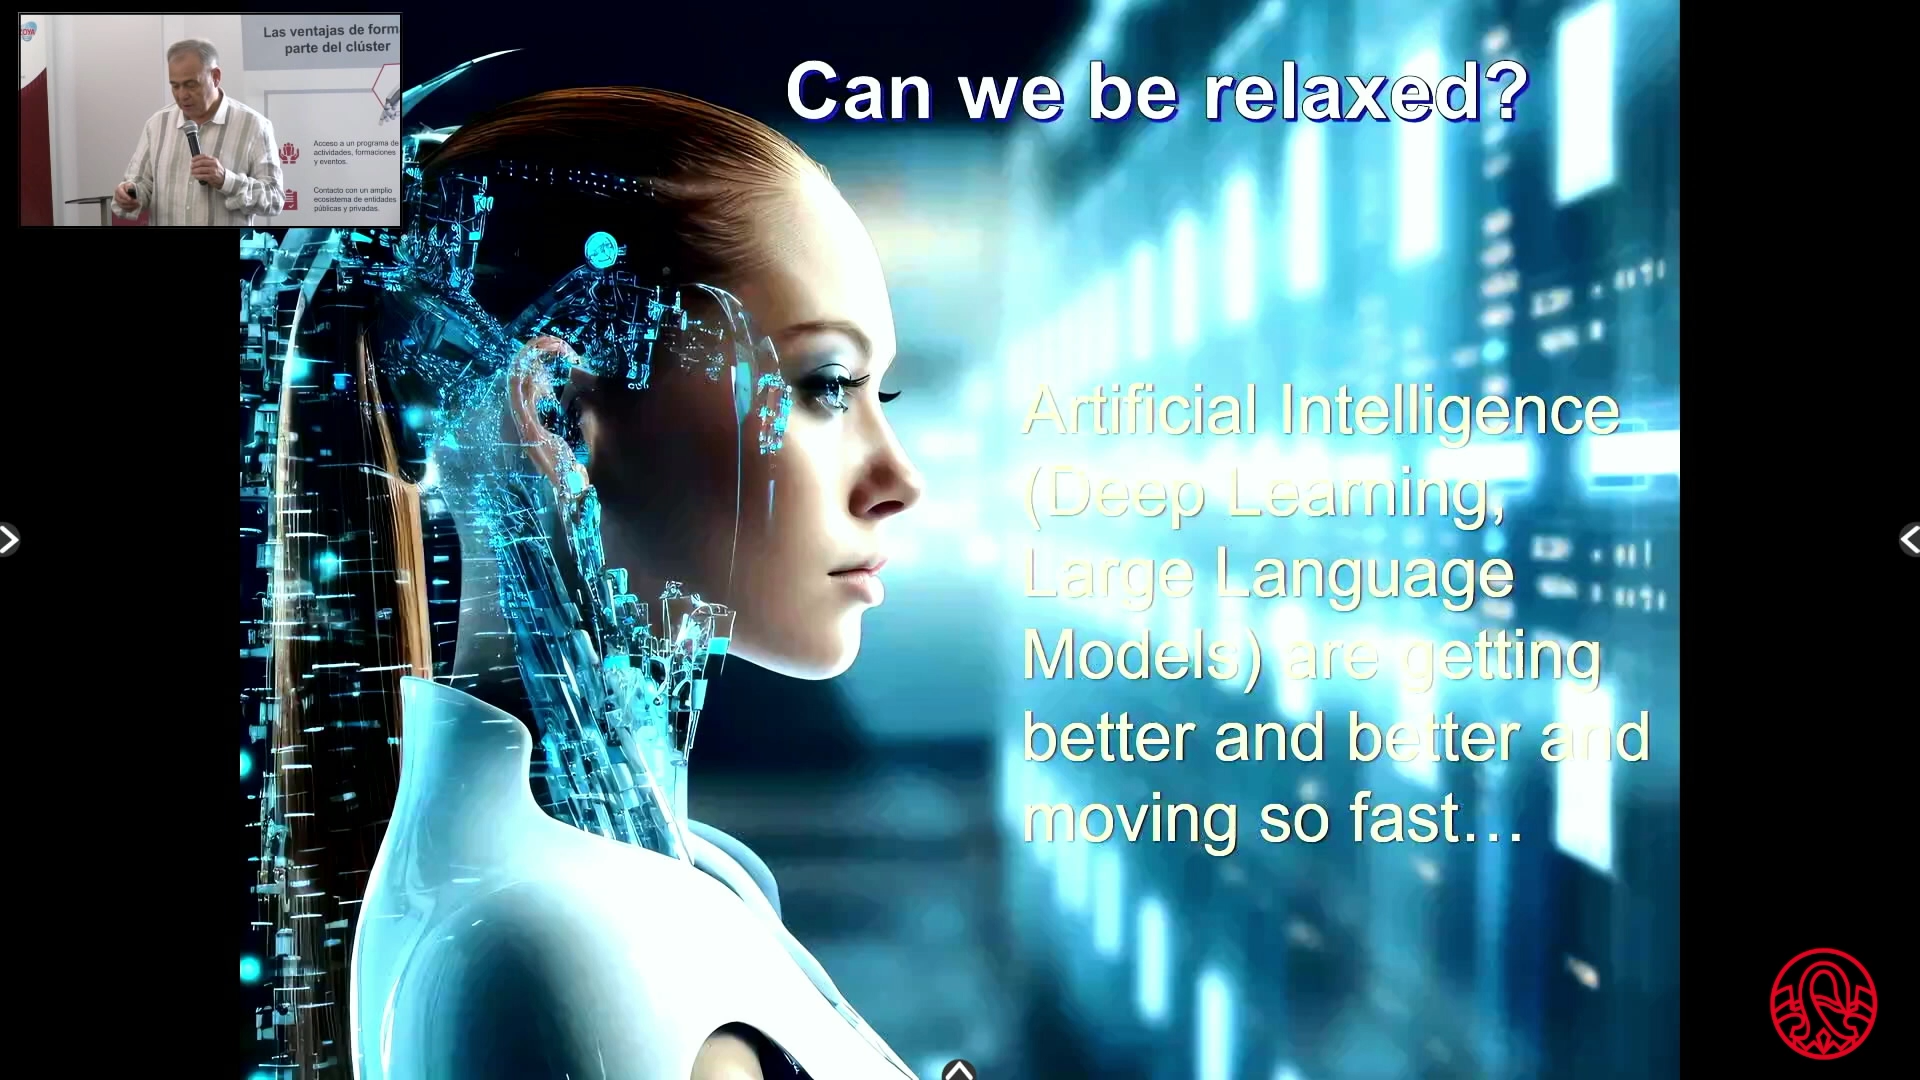 Las ventajas de form
parte del clúster
Acceso a un programa de
actividades, formaciones
y eventos.
Contacto con un amplio
ecosistema de entidades
públicas y privadas.
Can we be relaxed?
Artificial Intelligence
(Deep Learning,
Large Language
Models) are getting
better and better and
moving so fast…